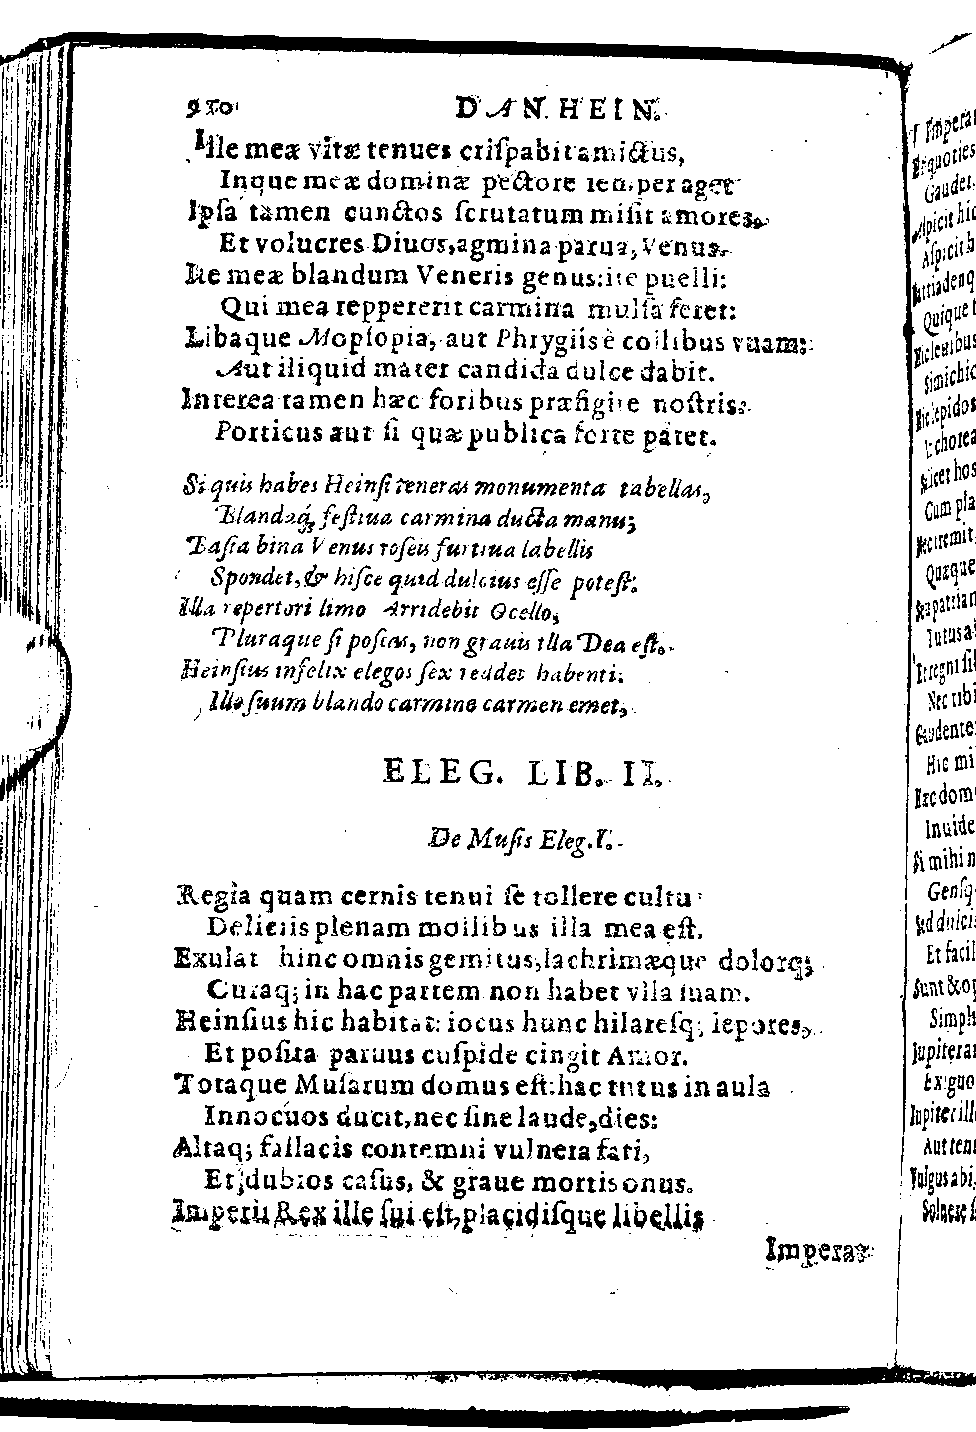 910 DAN. HEIN.
Ille meæ vitæ tenues criſpabit amictus,
Inque meæ dominæ pectore ſemper aget
Ipſa tamen cunctos ſcrutatum miſit amores,
Et volucres Diuos, agmina parua, Venus.
Ite meæ blandum Veneris genus: ite puelli:
Qui mea reppererit carmina muſſa feret:
Libaque Mopſopia, aut Phrygiis è collibus vuam:
Aut iliquid mater candida dulce dabit.
Interea tamen hæc foribus præfigite noſtris:
Porticus aut ſi quæ publica forte patet.
Si quis habes Heinſi teneras monumenta tabellas,
Blandaq; feſtiua carmina ducta manu;
Baſia bina Venus roſeis furtiua labellis
Spondet, & hiſce quid dulcius eſſe poteſt.
Illa repertori limo Arridebit Ocello,
Pluraque ſi poſcas, non grauis illa Dea eſt.
Heinſius infelix elegos ſex reddet habenti:
Ille ſuum blando carmine carmen emet.
ELEG. LIB. II.
De Muſis Eleg. I.
Regia quam cernis tenui ſe tollere cultu
Deliciis plenam mollibus illa mea eſt.
Exulat hinc omnis gemitus, lachrimæque dolorq;
Curaq; in hac partem non habet vlla ſuam.
Heinſius hic habitat: iocus hunc hilareſq; lepores,
Et poſita paruus cuſpide cingit Amor.
Totaque Muſarum domus eſt: hac tutus in aula
Innocuos ducit, nec ſine laude, dies:
Altaq; fallacis contemni vulnera fati,
Et dubios caſus, & graue mortis onus.
Imperii Rex ille ſui eſt, placidiſque libellis
Imperat